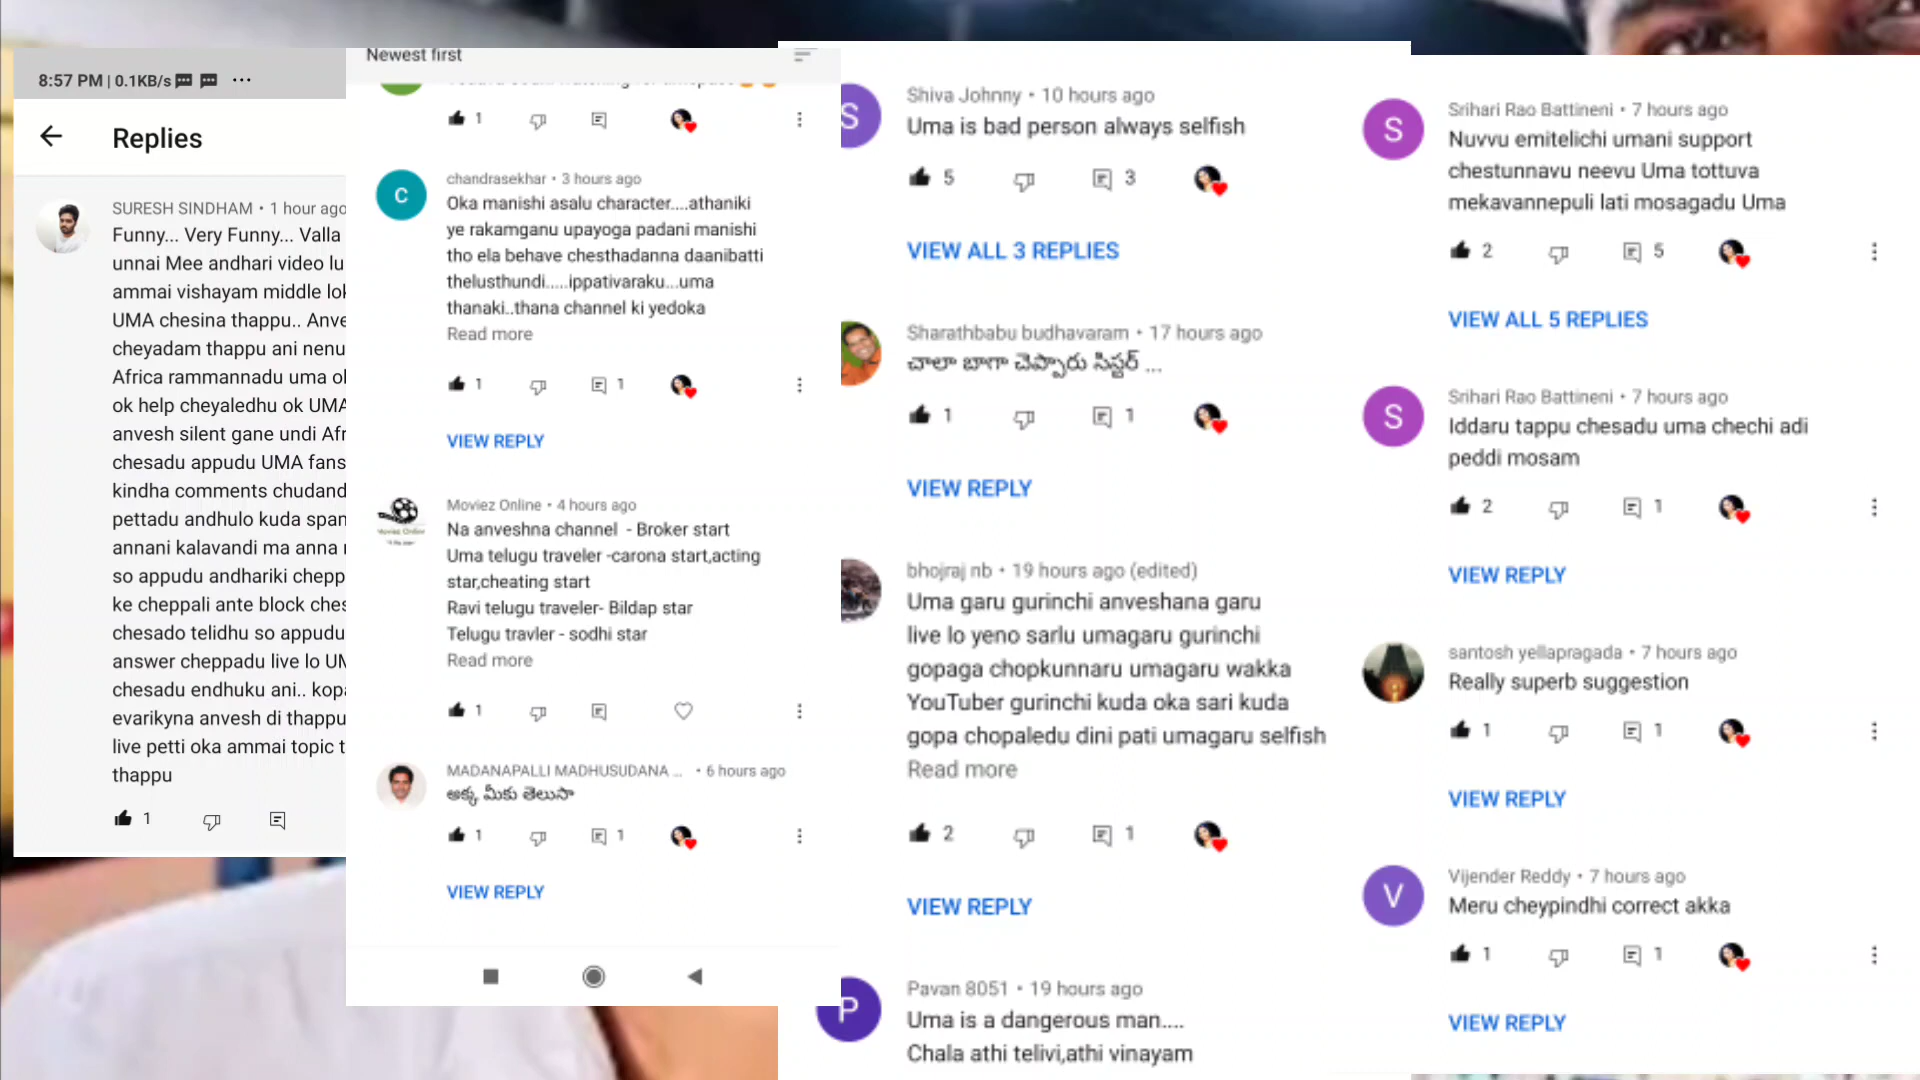 8:57 PM | 0.1KB/s
Replies
SURESH SINDHAM • 1 hour ago
Funny... Very Funny... Valla
unnai Mee andhari video lu
ammai vishayam middle
UMA chesina thappu..
cheyadam thappu ani nenu
Africa rammannadu uma
ok help cheyaledhu ok UMA
anvesh silent gane undi
chesadu appudu UMA fans
kindha comments
pettadu andhulo kuda
annani kalavandi ma anna
so appudu andhariki
ke cheppali ante block
chesado telidhu so appudu
answer cheppadu live lo
chesadu endhuku ani..
evarikyna anvesh di thappu
live petti oka ammai topic
thappu
1
Newest first
1
chandrasekhar • 3 hours ago
Oka manishi asalu character....athaniki
ye rakamganu upayoga padani manishi
tho ela behave chesthadanna daanibatti
thelusthundi.....ippativaraku...uma
thanaki..thana channel ki yedoka
Read more
1 1
VIEW REPLY
Moviez Online • 4 hours ago
Na anveshna channel - Broker start
Uma telugu traveler -carona start,acting
star,cheating start
Ravi telugu traveler- Bildap star
Telugu travler - sodhi star
Read more
1
MADANAPALLI MADHUSUDANA ... • 6 hours ago
అక్క మీకు తెలుసా
1 1
VIEW REPLY
S
Shiva Johnny • 10 hours ago
Uma is bad person always selfish
5 3
VIEW ALL 3 REPLIES
Sharathbabu budhavaram • 17 hours ago
చాలా బాగా చెప్పారు సిస్టర్ ...
1 1
VIEW REPLY
bhojraj nb • 19 hours ago (edited)
Uma garu gurinchi anveshana garu
live lo yeno sarlu umagaru gurinchi
gopaga chopkunnaru umagaru wakka
YouTuber gurinchi kuda oka sari kuda
gopa chopaledu dini pati umagaru selfish
Read more
2 1
VIEW REPLY
P
Pavan 8051 • 19 hours ago
Uma is a dangerous man....
Chala athi telivi,athi vinayam
S
Srihari Rao Battineni • 7 hours ago
Nuvvu emitelichi umani support
chestunnavu neevu Uma tottuva
mekavannepuli lati mosagadu Uma
2 5
VIEW ALL 5 REPLIES
S
Srihari Rao Battineni • 7 hours ago
Iddaru tappu chesadu uma chechi adi
peddi mosam
2 1
VIEW REPLY
santosh yellapragada • 7 hours ago
Really superb suggestion
1 1
VIEW REPLY
V
Vijender Reddy • 7 hours ago
Meru cheypindhi correct akka
1 1
VIEW REPLY